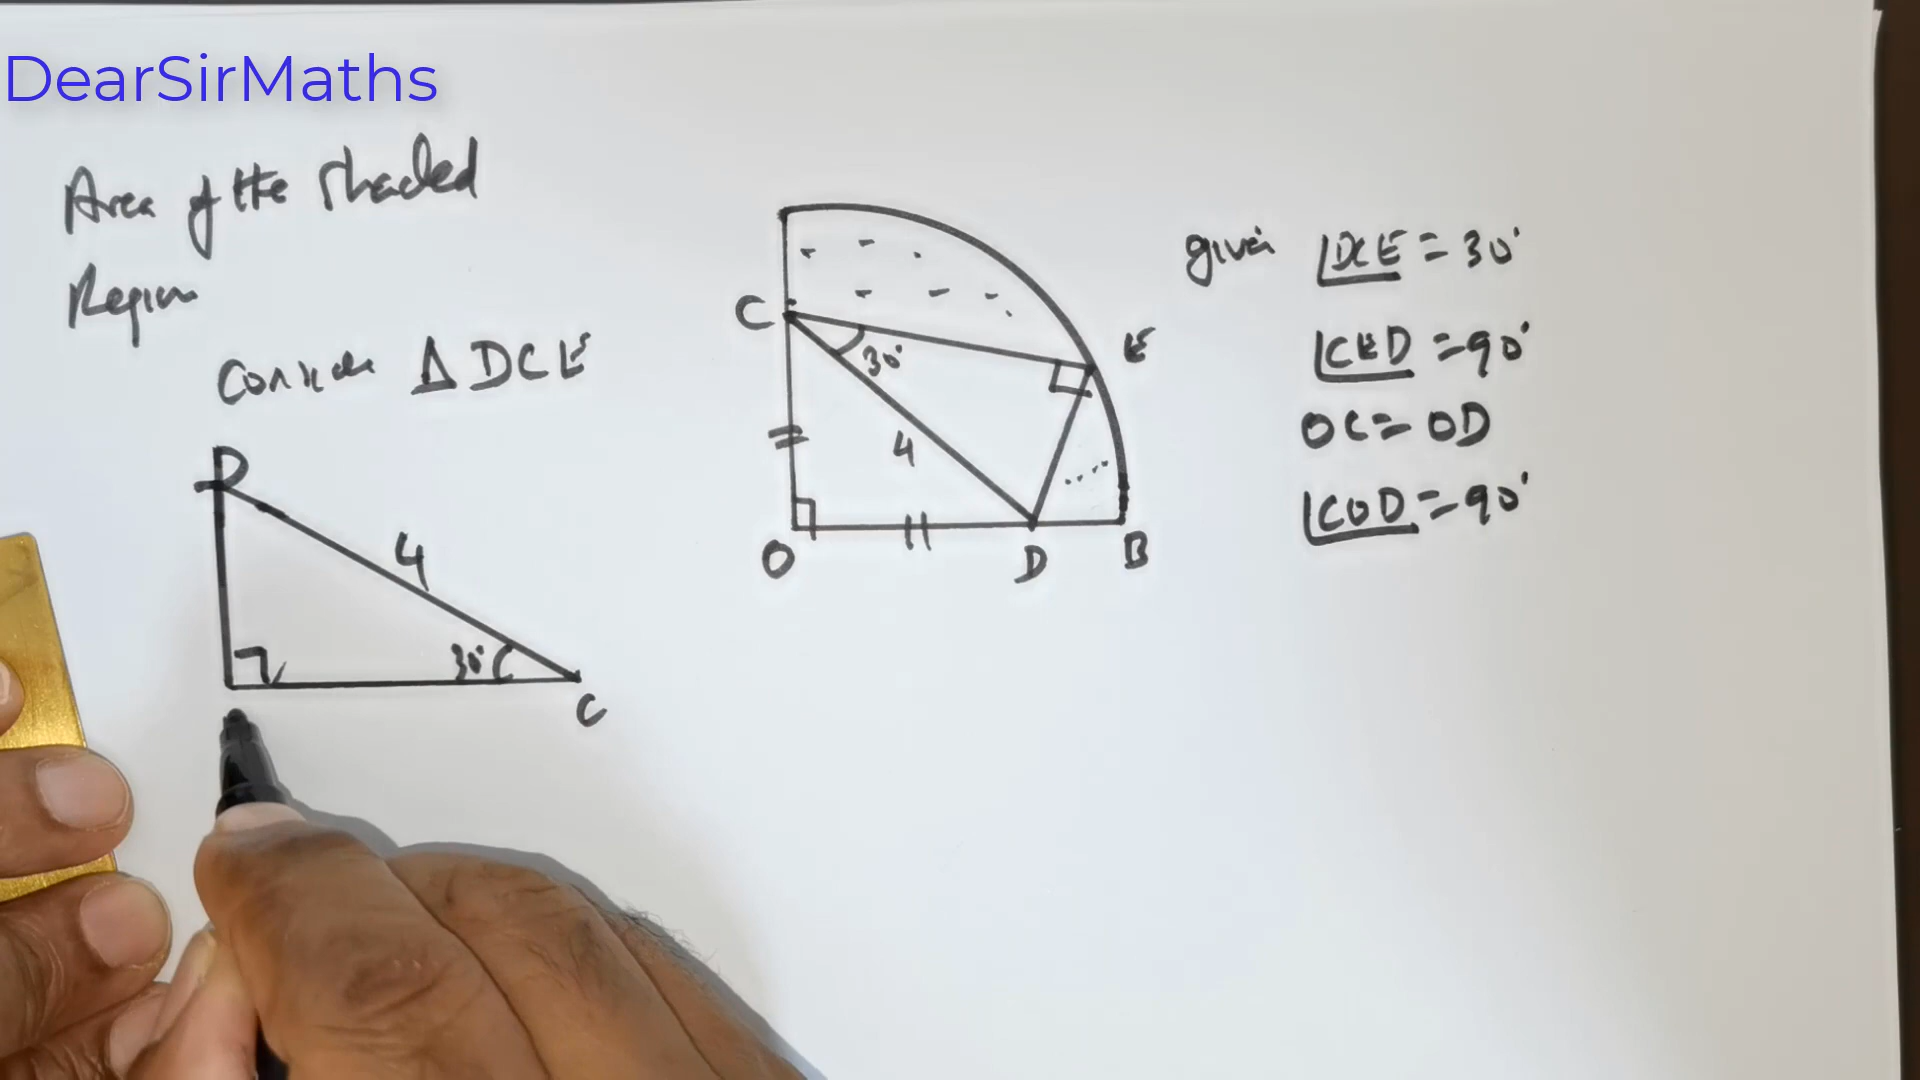 DearSirMaths
Area of the shaded
Region
Consider Δ DCE
D
4
30°
C
C
30°
E
4
O
D
B
given ∠DCE = 30°
∠CED = 90°
OC = OD
∠COD = 90°